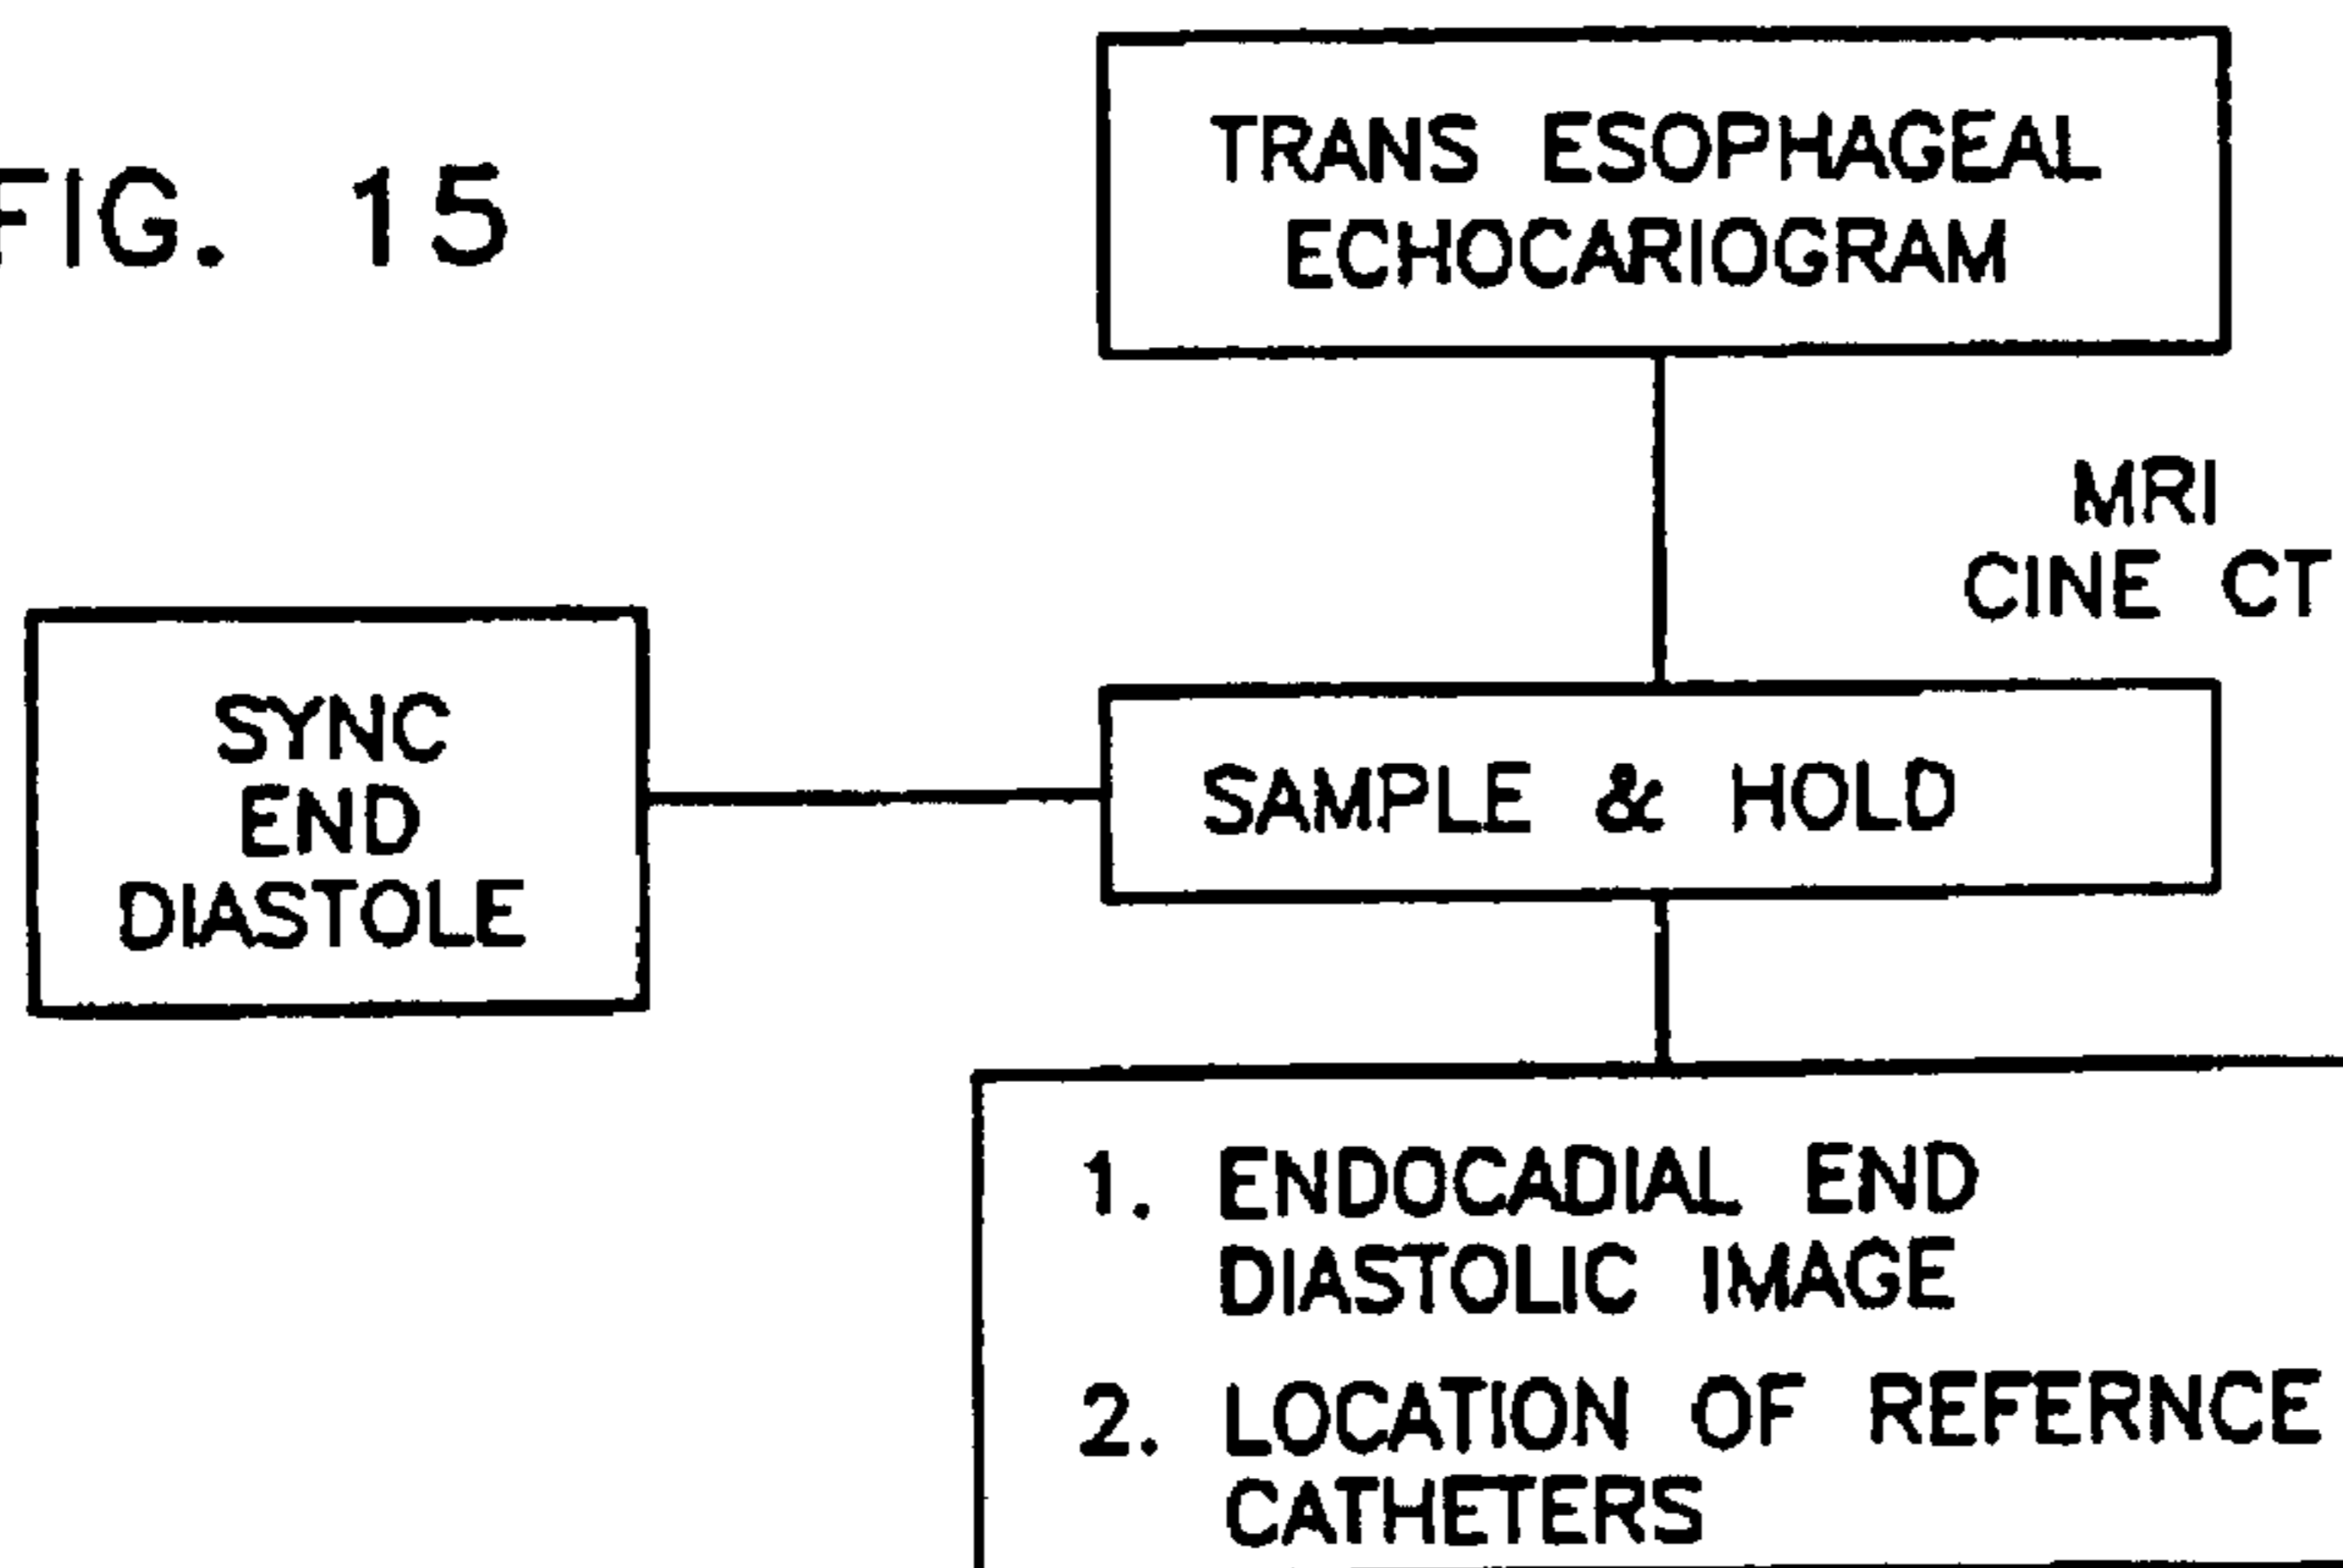 FIG. 15
TRANS ESOPHAGEAL
ECHOCARIOGRAM
MRI
CINE CT
SYNC
END
DIASTOLE
SAMPLE & HOLD
1. ENDOCADIAL END
DIASTOLIC IMAGE
2. LOCATION OF REFERNCE
CATHETERS